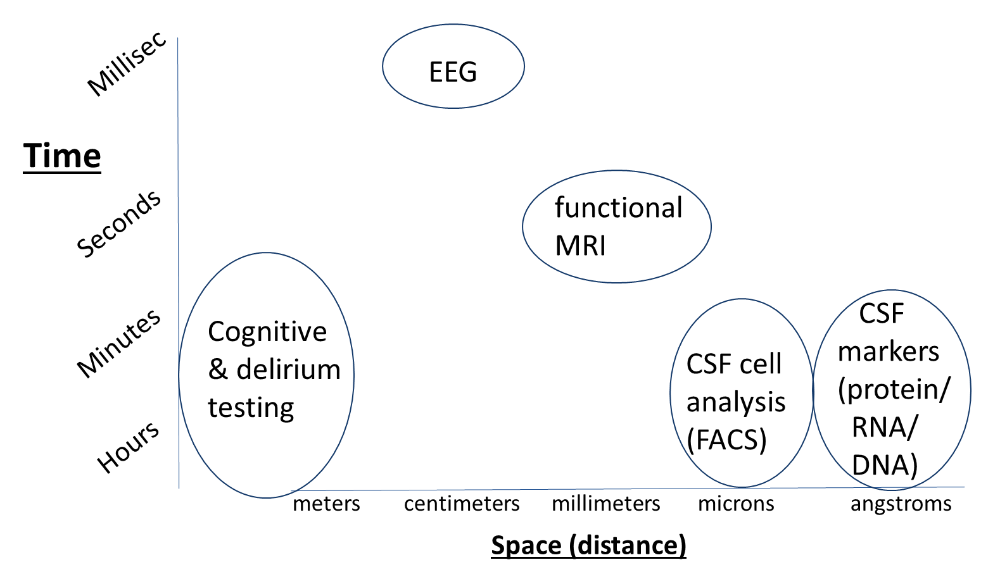 Millisec
EEG
Time
Seconds
functional
MRI
Minutes
Cognitive
& delirium
testing
CSF cell
analysis
(FACS)
CSF
markers
(protein/
RNA/
DNA)
Hours
meters
centimeters
millimeters
microns
angstroms
Space (distance)